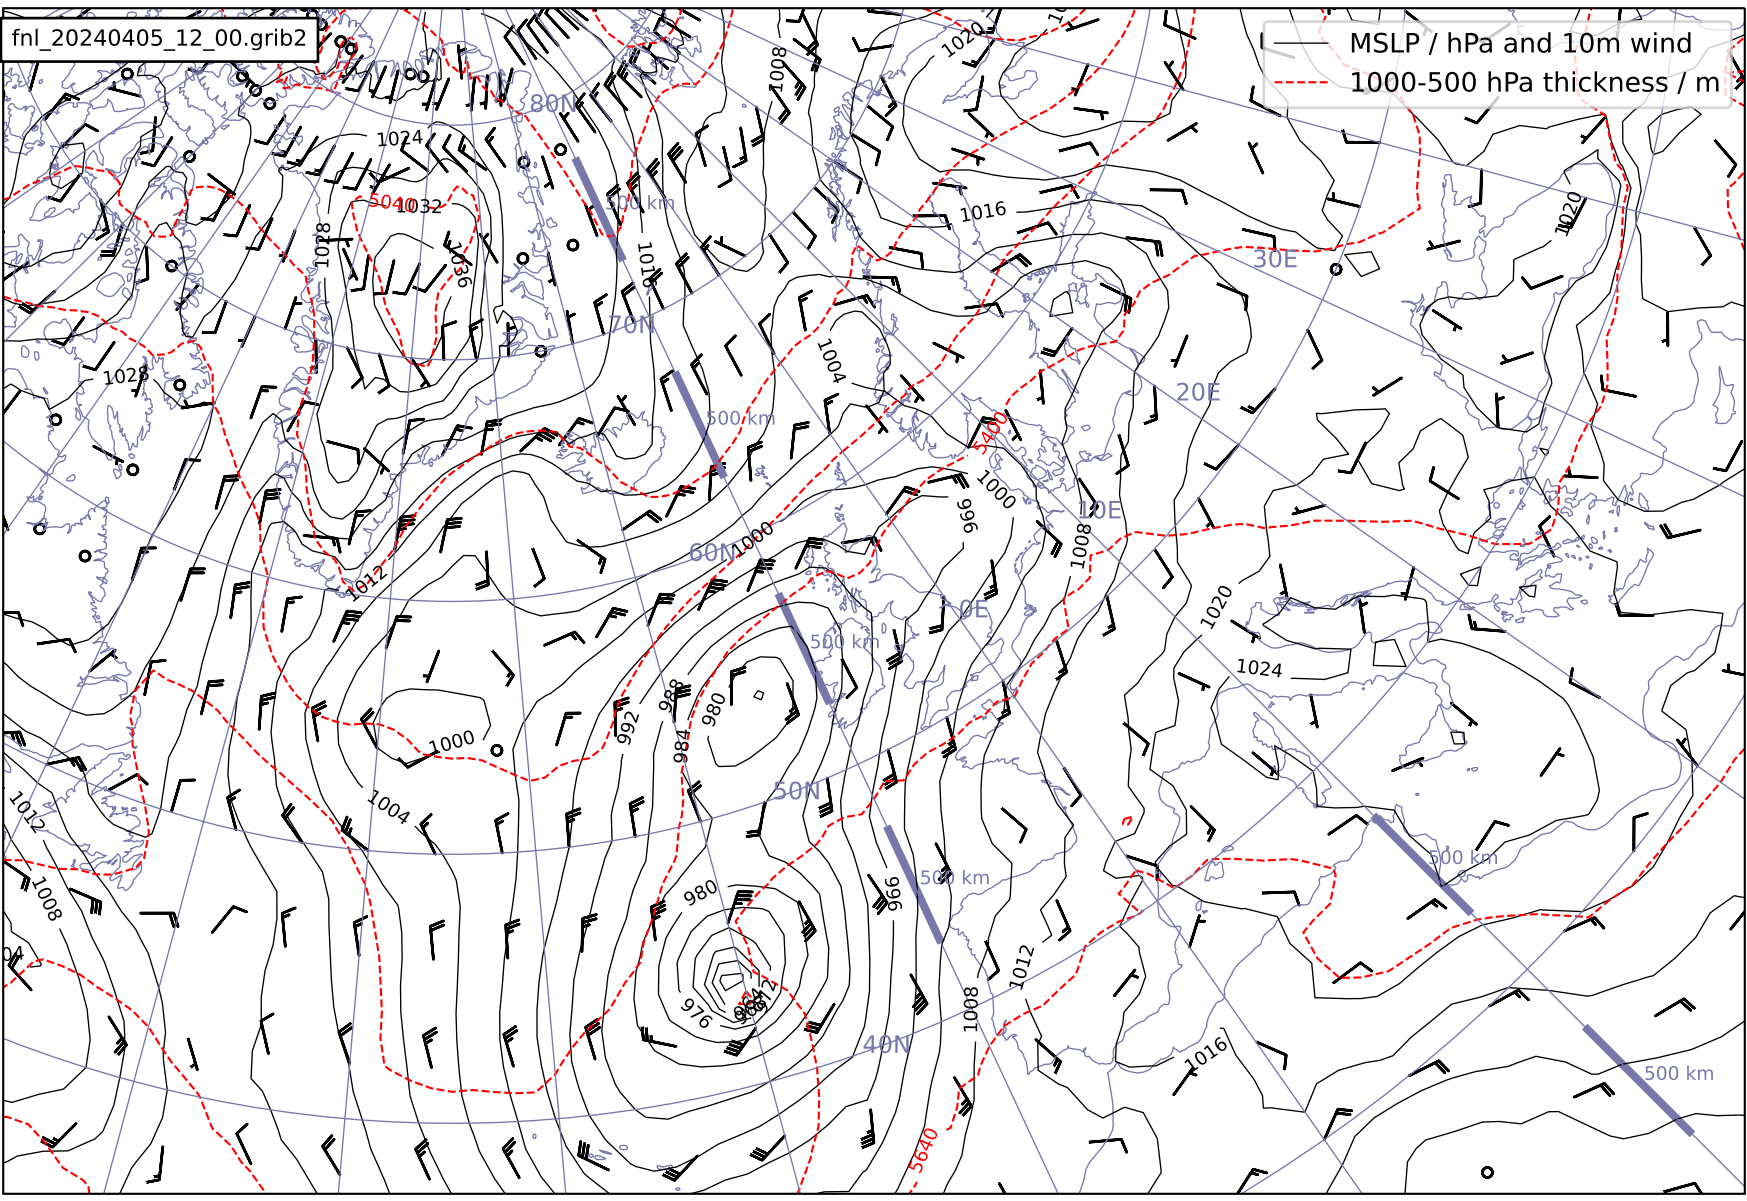 fnl_20240405_12_00.grib2
MSLP / hPa and 10m wind
1000-500 hPa thickness / m
1020
1008
80N
1024
5040
1032
500 km
1016
1020
1028
1036
1016
30E
70N
1004
1028
20E
500 km
5400
1000
996
10E
1000
60N
1008
1012
1020
0E
500 km
1024
988
980
992
984
1000
50N
1004
1012
500 km
500 km
980
996
1008
1012
976
1008
40N
1016
500 km
5640